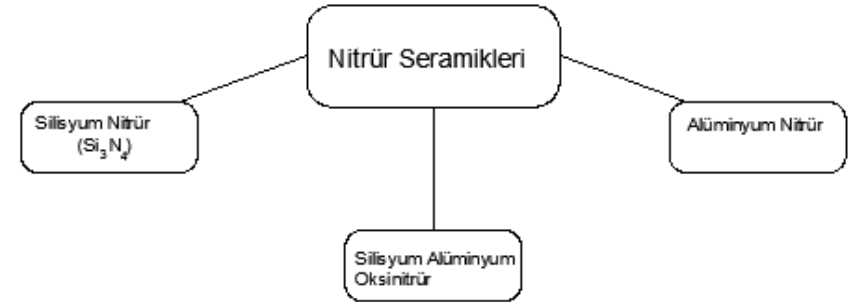 Nitrür Seramikleri
Silisyum Nitrür
(Si₃N₄)
Alüminyum Nitrür
Silisyum Alüminyum
Oksinitrür